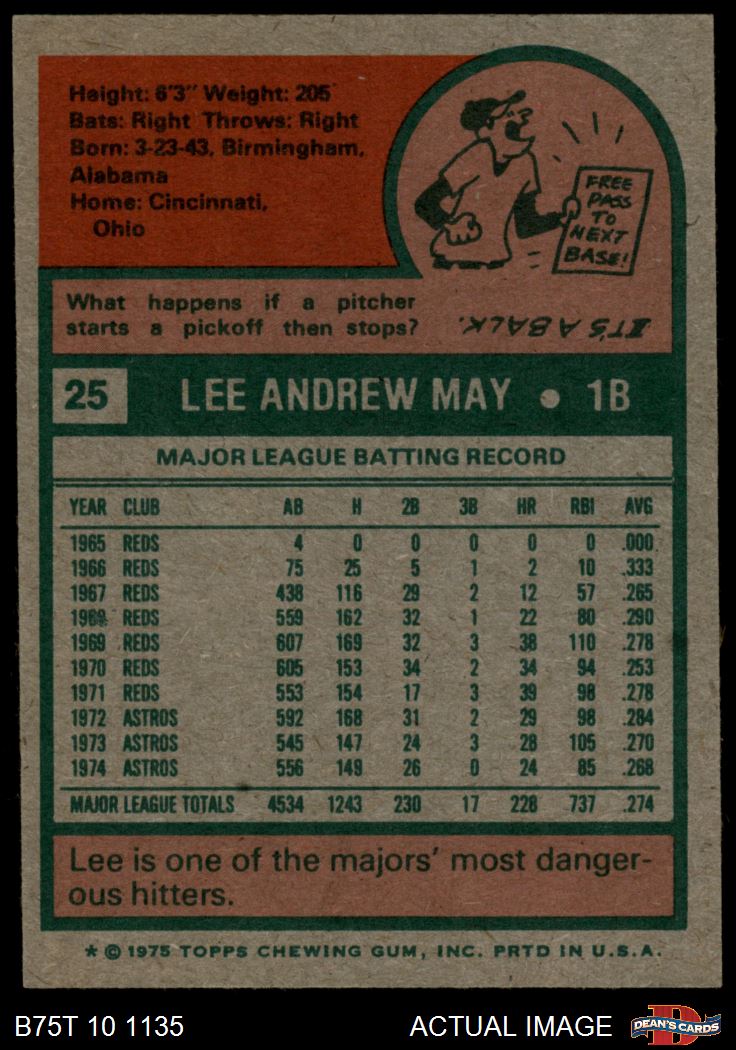 Height: 6'3" Weight: 205
Bats: Right Throws: Right
Born: 3-23-43, Birmingham,
Alabama
Home: Cincinnati,
Ohio
FREE
PASS
TO
NEXT
BASE!
What happens if a pitcher
starts a pickoff then stops?
IT'S A BALK.
25 LEE ANDREW MAY • 1B
MAJOR LEAGUE BATTING RECORD
YEAR CLUB AB H 2B 3B HR RBI AVG
1965 REDS 4 0 0 0 0 0 .000
1966 REDS 75 25 5 1 2 10 .333
1967 REDS 438 116 29 2 12 57 .265
1968 REDS 559 162 32 1 22 80 .290
1969 REDS 607 169 32 3 38 110 .278
1970 REDS 605 153 34 2 34 94 .253
1971 REDS 553 154 17 3 39 98 .278
1972 ASTROS 592 168 31 2 29 98 .284
1973 ASTROS 545 147 24 3 28 105 .270
1974 ASTROS 556 149 26 0 24 85 .268
MAJOR LEAGUE TOTALS 4534 1243 230 17 228 737 .274
Lee is one of the majors' most danger-
ous hitters.
* © 1975 TOPPS CHEWING GUM, INC. PRTD IN U.S.A.
B75T 10 1135 ACTUAL IMAGE DEAN'S CARDS